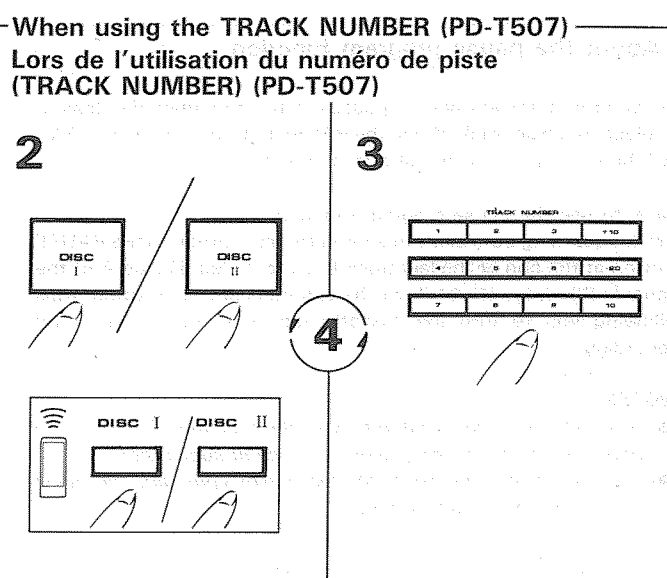 When using the TRACK NUMBER (PD-T507)
Lors de l'utilisation du numéro de piste
(TRACK NUMBER) (PD-T507)
2
DISC
I
DISC
II
DISC I
DISC II
4
3
TRACK NUMBER
1 2 3 +10
4 5 6 +20
7 8 9 10